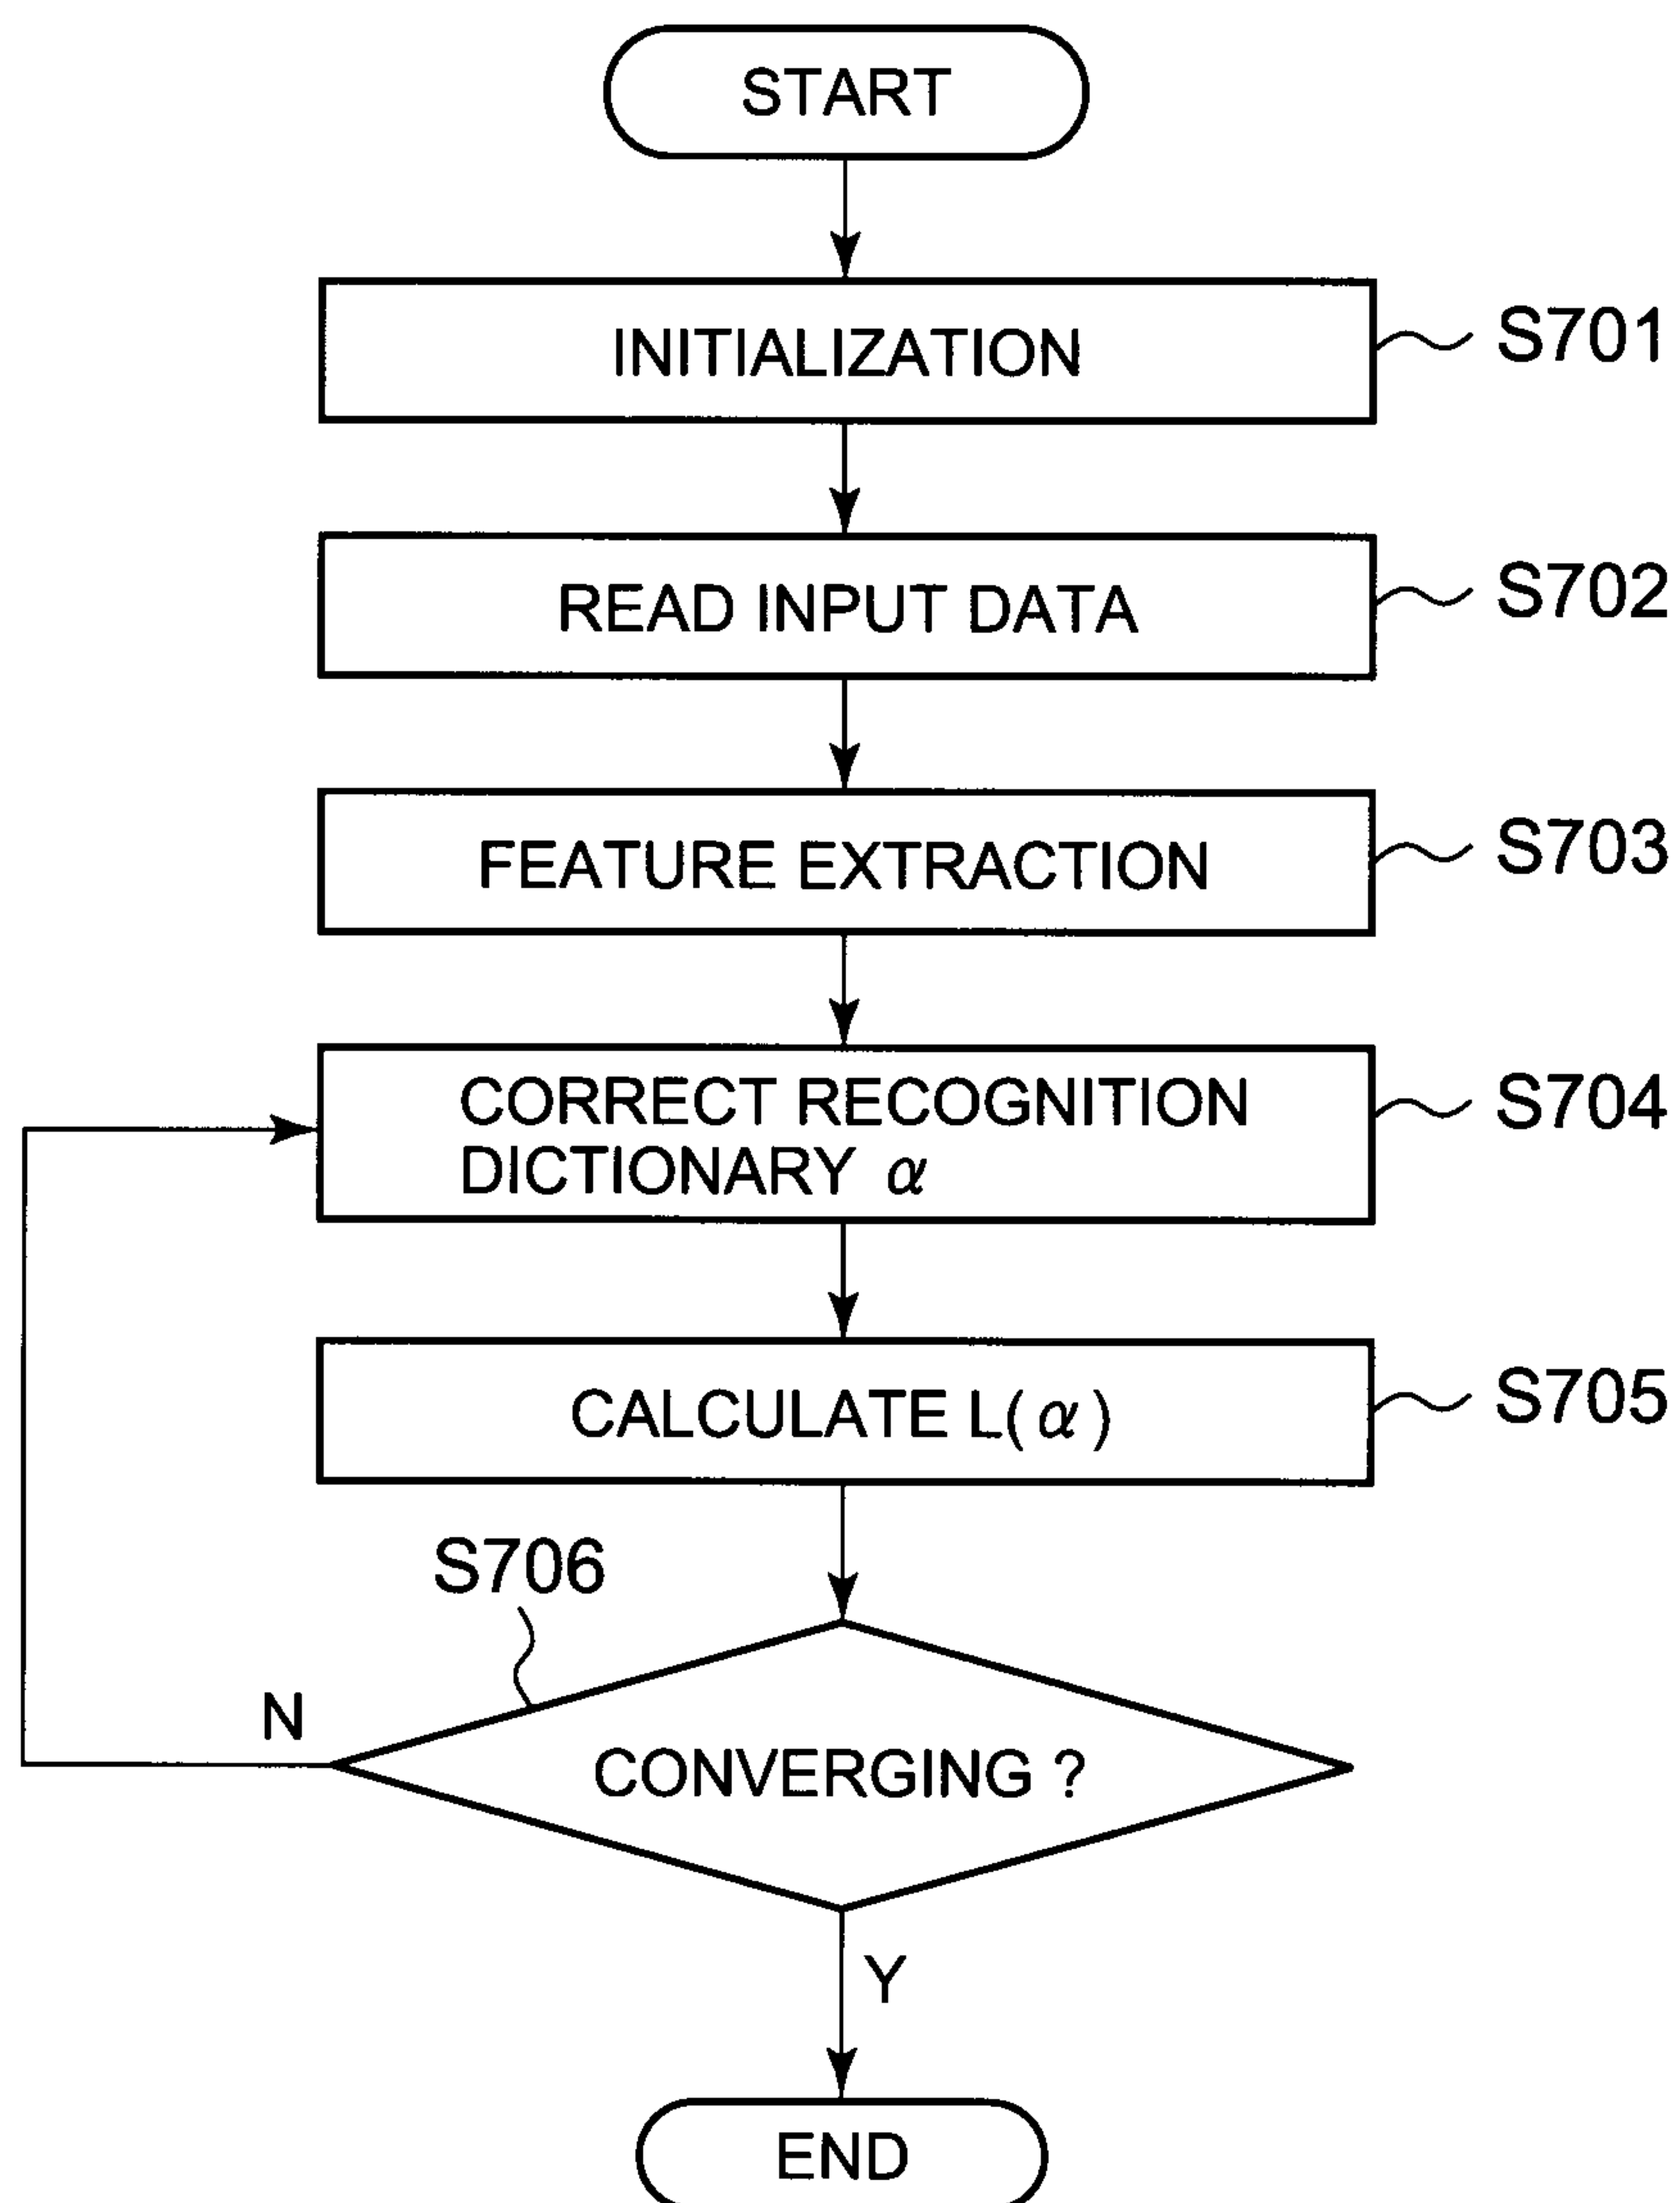 START
INITIALIZATION
S701
READ INPUT DATA
S702
FEATURE EXTRACTION
S703
CORRECT RECOGNITION
DICTIONARY α
S704
CALCULATE L(α)
S705
S706
N
CONVERGING ?
Y
END